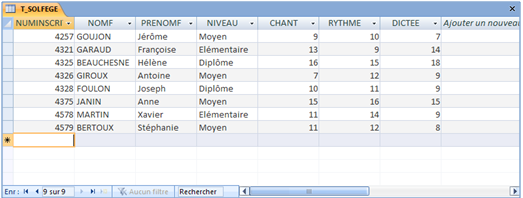 T_SOLFEGE
NUMINSCRI NOMF PRENOMF NIVEAU CHANT RYTHME DICTEE Ajouter un nouveau
4257 GOUJON Jérôme Moyen 9 10 7
4321 GARAUD Françoise Elémentaire 13 9 14
4325 BEAUCHESNE Hélène Diplôme 16 15 18
4326 GIROUX Antoine Moyen 7 12 9
4328 FOULON Joseph Diplôme 10 11 9
4375 JANIN Anne Moyen 15 16 15
4578 MARTIN Xavier Elémentaire 11 14 9
4579 BERTOUX Stéphanie Moyen 11 12 8
Enr : 9 sur 9 Aucun filtre Rechercher